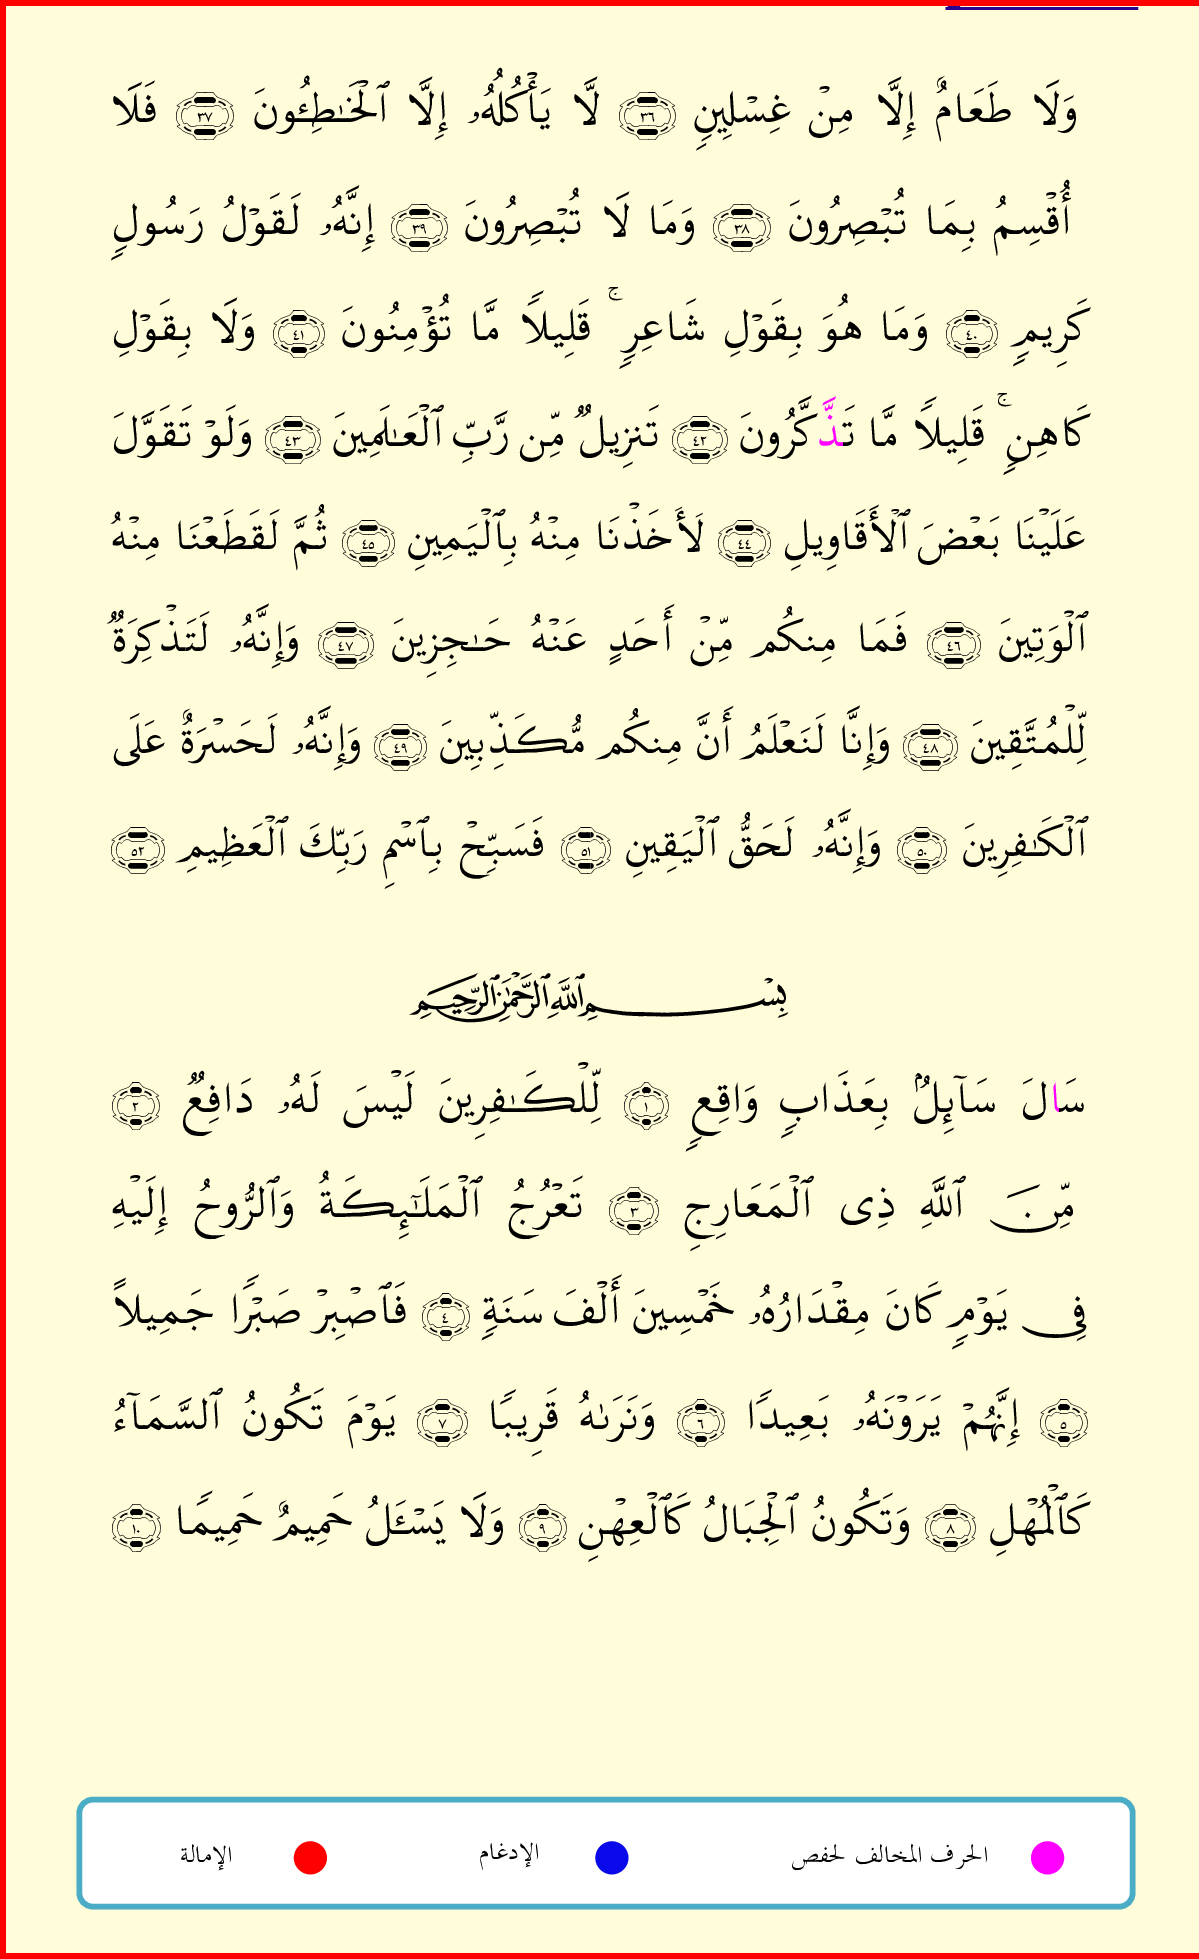 وَلَا طَعَامٌ إِلَّا مِنْ غِسْلِينٍ ٣٦ لَّا يَأْكُلُهُۥ إِلَّا ٱلْخَـٰطِـُٔونَ ٣٧ فَلَا
أُقْسِمُ بِمَا تُبْصِرُونَ ٣٨ وَمَا لَا تُبْصِرُونَ ٣٩ إِنَّهُۥ لَقَوْلُ رَسُولٍ
كَرِيمٍ ٤٠ وَمَا هُوَ بِقَوْلِ شَاعِرٍ ۚ قَلِيلًا مَّا تُؤْمِنُونَ ٤١ وَلَا بِقَوْلِ
كَاهِنٍ ۚ قَلِيلًا مَّا تَذَّكَّرُونَ ٤٢ تَنزِيلٌ مِّن رَّبِّ ٱلْعَـٰلَمِينَ ٤٣ وَلَوْ تَقَوَّلَ
عَلَيْنَا بَعْضَ ٱلْأَقَاوِيلِ ٤٤ لَأَخَذْنَا مِنْهُ بِٱلْيَمِينِ ٤٥ ثُمَّ لَقَطَعْنَا مِنْهُ
ٱلْوَتِينَ ٤٦ فَمَا مِنكُم مِّنْ أَحَدٍ عَنْهُ حَـٰجِزِينَ ٤٧ وَإِنَّهُۥ لَتَذْكِرَةٌ
لِّلْمُتَّقِينَ ٤٨ وَإِنَّا لَنَعْلَمُ أَنَّ مِنكُم مُّكَذِّبِينَ ٤٩ وَإِنَّهُۥ لَحَسْرَةٌ عَلَى
ٱلْكَـٰفِرِينَ ٥٠ وَإِنَّهُۥ لَحَقُّ ٱلْيَقِينِ ٥١ فَسَبِّحْ بِٱسْمِ رَبِّكَ ٱلْعَظِيمِ ٥٢
بِسْمِ ٱللَّهِ ٱلرَّحْمَـٰنِ ٱلرَّحِيمِ
سَالَ سَآئِلٌۢ بِعَذَابٍ وَاقِعٍ ١ لِّلْكَـٰفِرِينَ لَيْسَ لَهُۥ دَافِعٌ ٢
مِّنَ ٱللَّهِ ذِى ٱلْمَعَارِجِ ٣ تَعْرُجُ ٱلْمَلَـٰٓئِكَةُ وَٱلرُّوحُ إِلَيْهِ
فِى يَوْمٍ كَانَ مِقْدَارُهُۥ خَمْسِينَ أَلْفَ سَنَةٍ ٤ فَٱصْبِرْ صَبْرًا جَمِيلًا
٥ إِنَّهُمْ يَرَوْنَهُۥ بَعِيدًا ٦ وَنَرَىٰهُ قَرِيبًا ٧ يَوْمَ تَكُونُ ٱلسَّمَآءُ
كَٱلْمُهْلِ ٨ وَتَكُونُ ٱلْجِبَالُ كَٱلْعِهْنِ ٩ وَلَا يَسْـَٔلُ حَمِيمٌ حَمِيمًا ١٠
الحرف المخالف لحفص الإدغام الإمالة